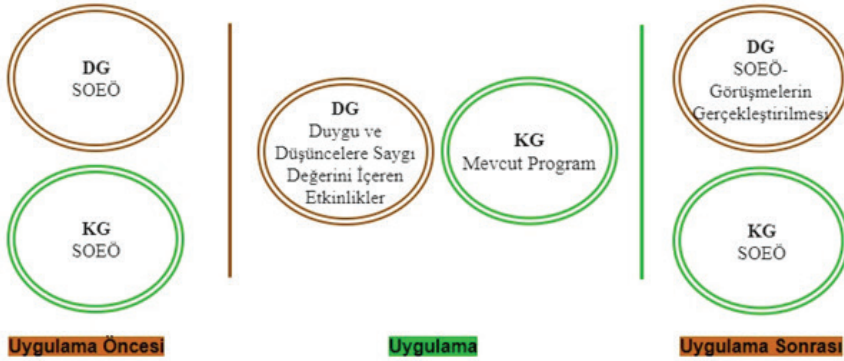 DG
SOEÖ
KG
SOEÖ
DG
Duygu ve
Düşüncelere Saygı
Değerini İçeren
Etkinlikler
KG
Mevcut Program
DG
SOEÖ-
Görüşmelerin
Gerçekleştirilmesi
KG
SOEÖ
Uygulama Öncesi
Uygulama
Uygulama Sonrası